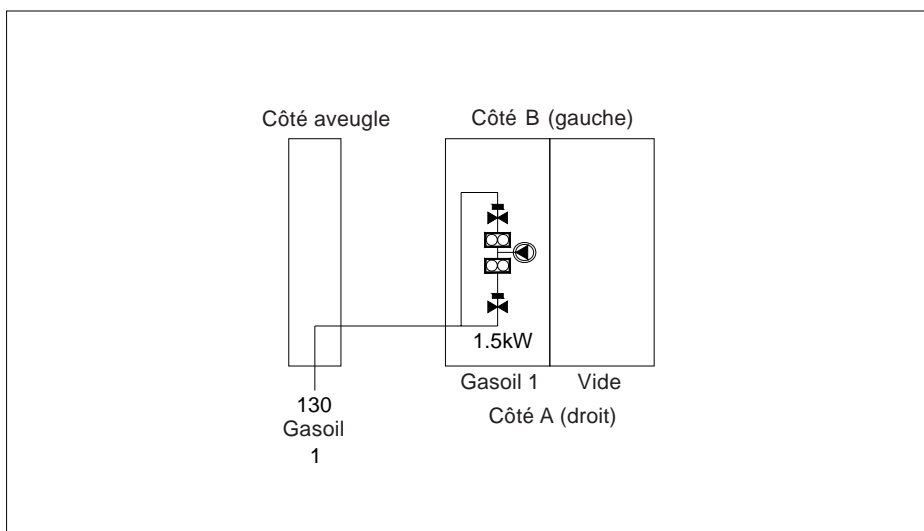 Côté aveugle
Côté B (gauche)
1.5kW
Gasoil 1
Vide
Côté A (droit)
130
Gasoil
1